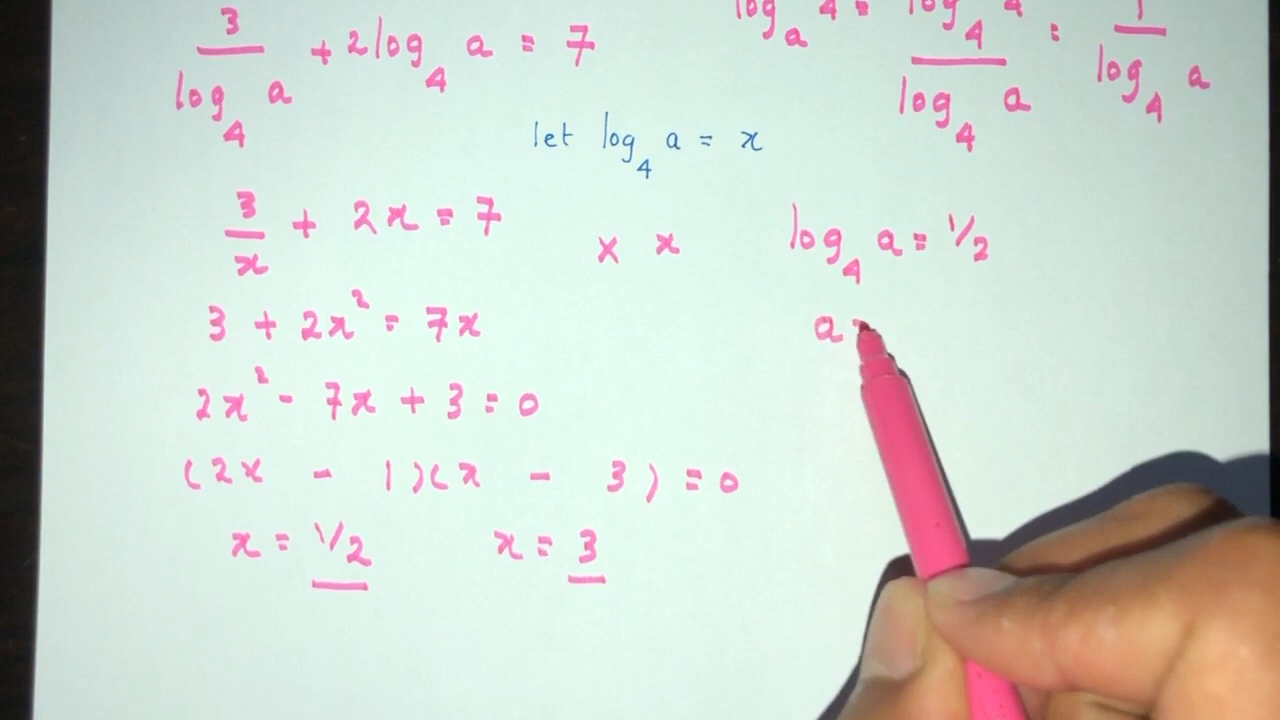 3/log₄ a + 2log₄ a = 7
logₐ 4 = log₄ 4 / log₄ a = 1/log₄ a
let log₄ a = x
3/x + 2x = 7
× x
log₄ a = 1/2
3 + 2x² = 7x
a =
2x² - 7x + 3 = 0
(2x - 1)(x - 3) = 0
x = 1/2 x = 3